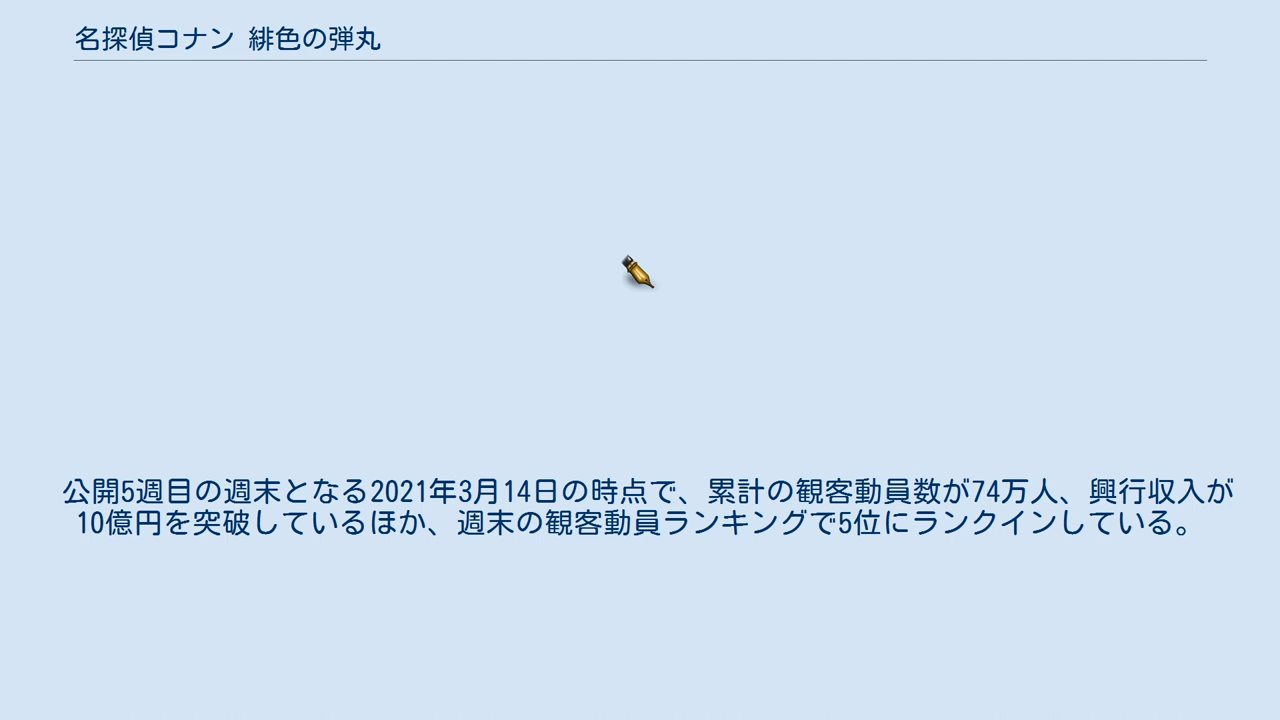 名探偵コナン 緋色の弾丸
公開5週目の週末となる2021年3月14日の時点で、累計の観客動員数が74万人、興行収入が
10億円を突破しているほか、週末の観客動員ランキングで5位にランクインしている。